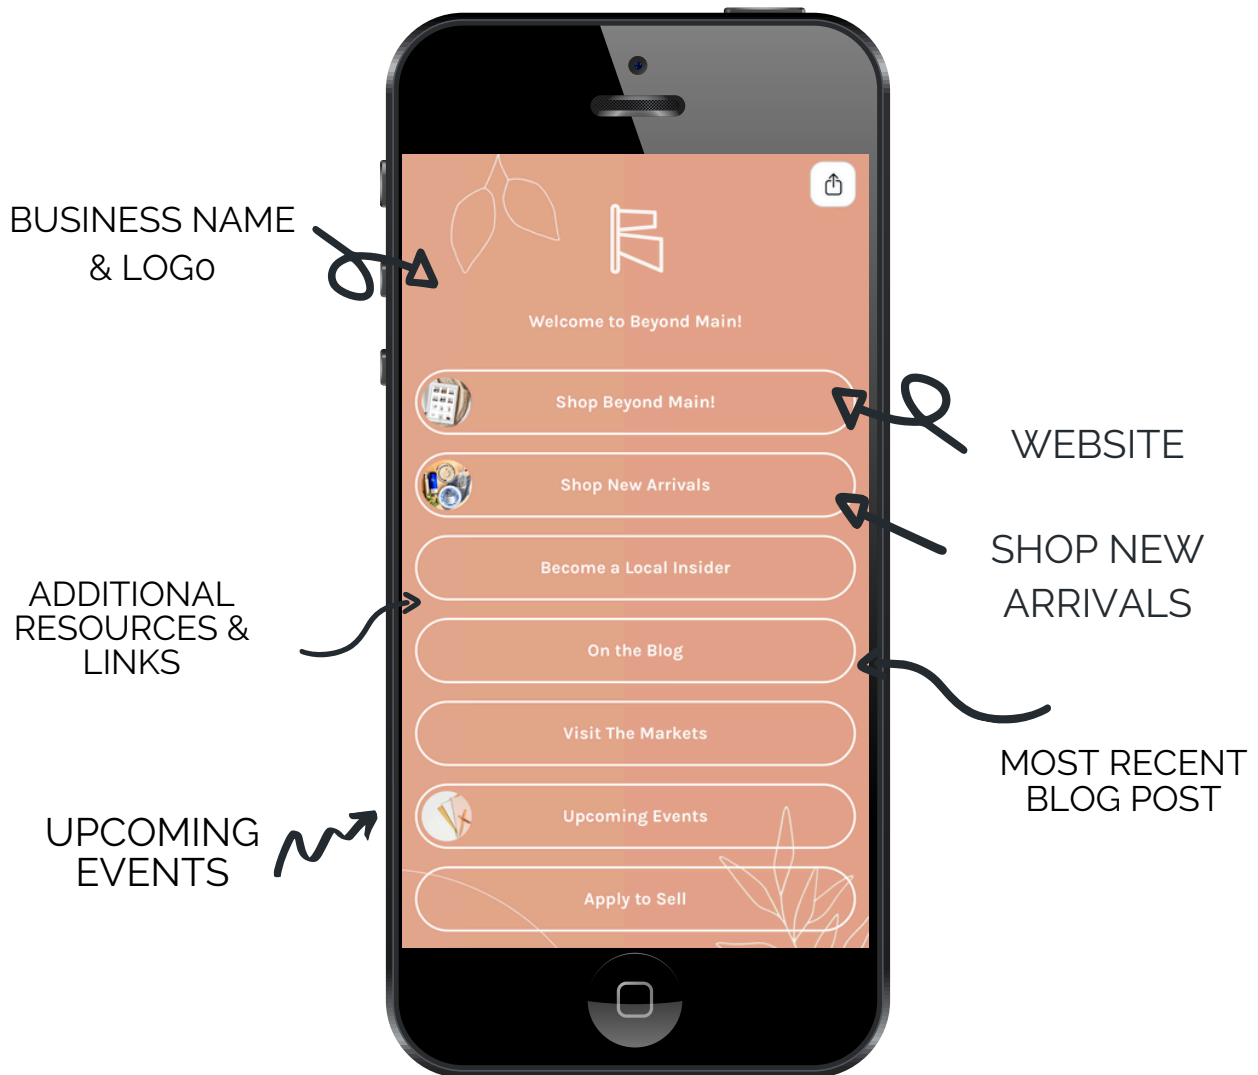 BUSINESS NAME
& LOGO
Welcome to Beyond Main!
Shop Beyond Main!
WEBSITE
Shop New Arrivals
SHOP NEW
ARRIVALS
Become a Local Insider
ADDITIONAL
RESOURCES &
LINKS
On the Blog
Visit The Markets
MOST RECENT
BLOG POST
Upcoming Events
UPCOMING
EVENTS
Apply to Sell